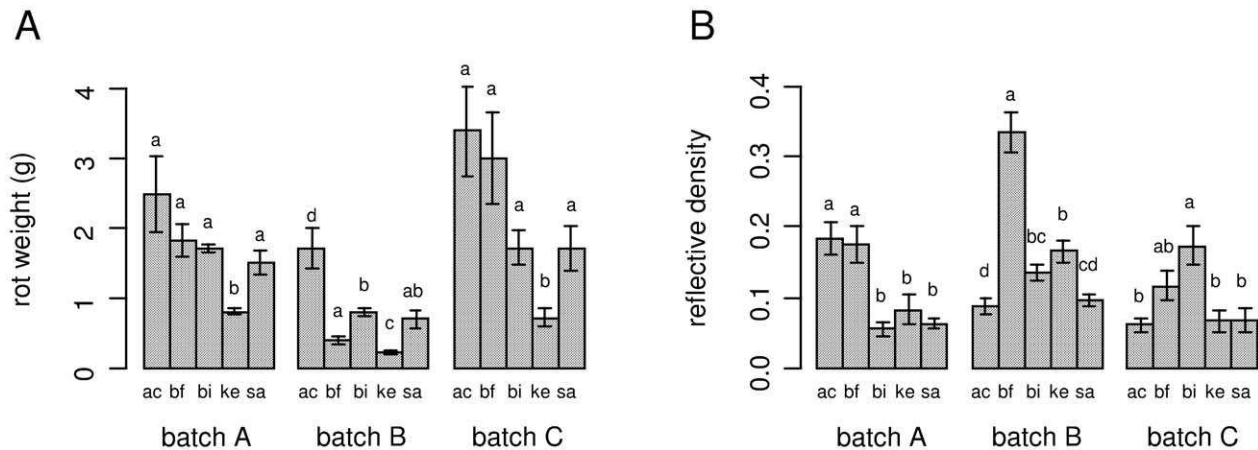 A
rot weight (g)
0 1 2 3 4
a a a b a
d a b c ab
a a a b a
ac bf bi ke sa
ac bf bi ke sa
ac bf bi ke sa
batch A
batch B
batch C
B
reflective density
0.0 0.1 0.2 0.3 0.4
a a b b b
d a bc b cd
b ab a b b
ac bf bi ke sa
ac bf bi ke sa
ac bf bi ke sa
batch A
batch B
batch C